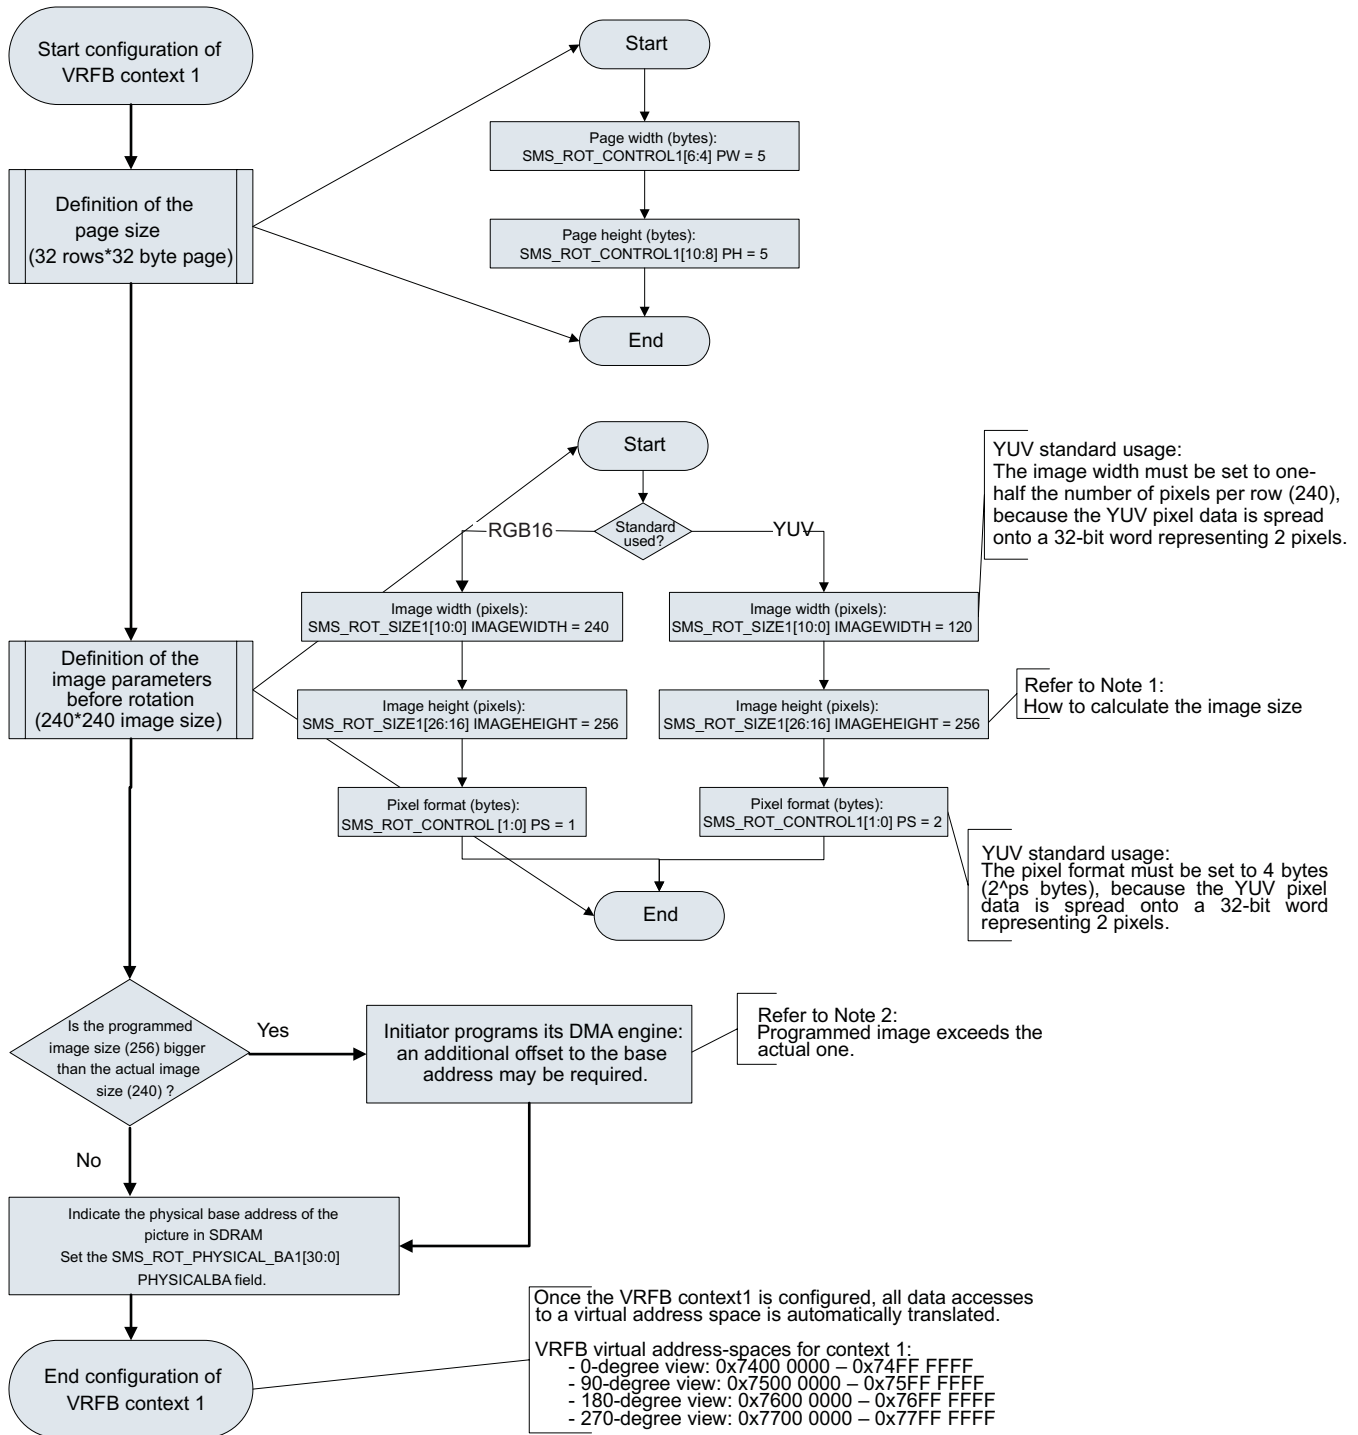 Start configuration of
VRFB context 1
Start
Page width (bytes):
SMS_ROT_CONTROL1[6:4] PW = 5
Definition of the
page size
(32 rows*32 byte page)
Page height (bytes):
SMS_ROT_CONTROL1[10:8] PH = 5
End
Start
YUV standard usage:
The image width must be set to one-
half the number of pixels per row (240),
because the YUV pixel data is spread
onto a 32-bit word representing 2 pixels.
Standard
used?
RGB16
YUV
Image width (pixels):
SMS_ROT_SIZE1[10:0] IMAGEWIDTH = 240
Image width (pixels):
SMS_ROT_SIZE1[10:0] IMAGEWIDTH = 120
Definition of the
image parameters
before rotation
(240*240 image size)
Image height (pixels):
SMS_ROT_SIZE1[26:16] IMAGEHEIGHT = 256
Image height (pixels):
SMS_ROT_SIZE1[26:16] IMAGEHEIGHT = 256
Refer to Note 1:
How to calculate the image size
Pixel format (bytes):
SMS_ROT_CONTROL [1:0] PS = 1
Pixel format (bytes):
SMS_ROT_CONTROL1[1:0] PS = 2
YUV standard usage:
The pixel format must be set to 4 bytes
(2^ps bytes), because the YUV pixel
data is spread onto a 32-bit word
representing 2 pixels.
End
Is the programmed
image size (256) bigger
than the actual image
size (240) ?
Yes
Initiator programs its DMA engine:
an additional offset to the base
address may be required.
Refer to Note 2:
Programmed image exceeds the
actual one.
No
Indicate the physical base address of the
picture in SDRAM
Set the SMS_ROT_PHYSICAL_BA1[30:0]
PHYSICALBA field.
Once the VRFB context1 is configured, all data accesses
to a virtual address space is automatically translated.
VRFB virtual address-spaces for context 1:
- 0-degree view: 0x7400 0000 – 0x74FF FFFF
- 90-degree view: 0x7500 0000 – 0x75FF FFFF
- 180-degree view: 0x7600 0000 – 0x76FF FFFF
- 270-degree view: 0x7700 0000 – 0x77FF FFFF
End configuration of
VRFB context 1